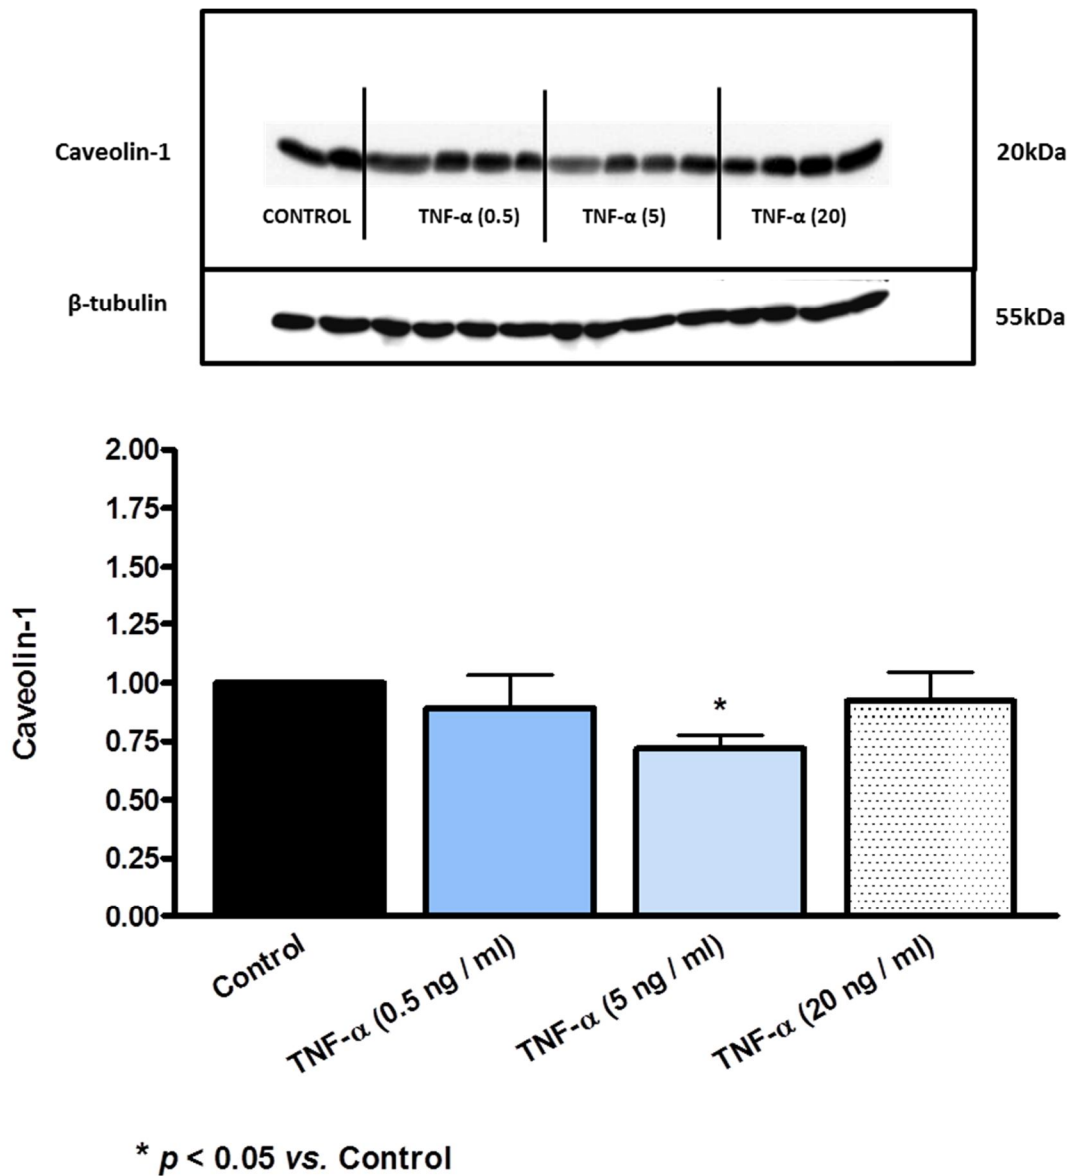 Caveolin-1
20kDa
CONTROL
TNF-α (0.5)
TNF-α (5)
TNF-α (20)
β-tubulin
55kDa
2.00
1.75
1.50
1.25
1.00
0.75
0.50
0.25
0.00
Caveolin-1
*
Control
TNF-α (0.5 ng / ml)
TNF-α (5 ng / ml)
TNF-α (20 ng / ml)
* p < 0.05 vs. Control